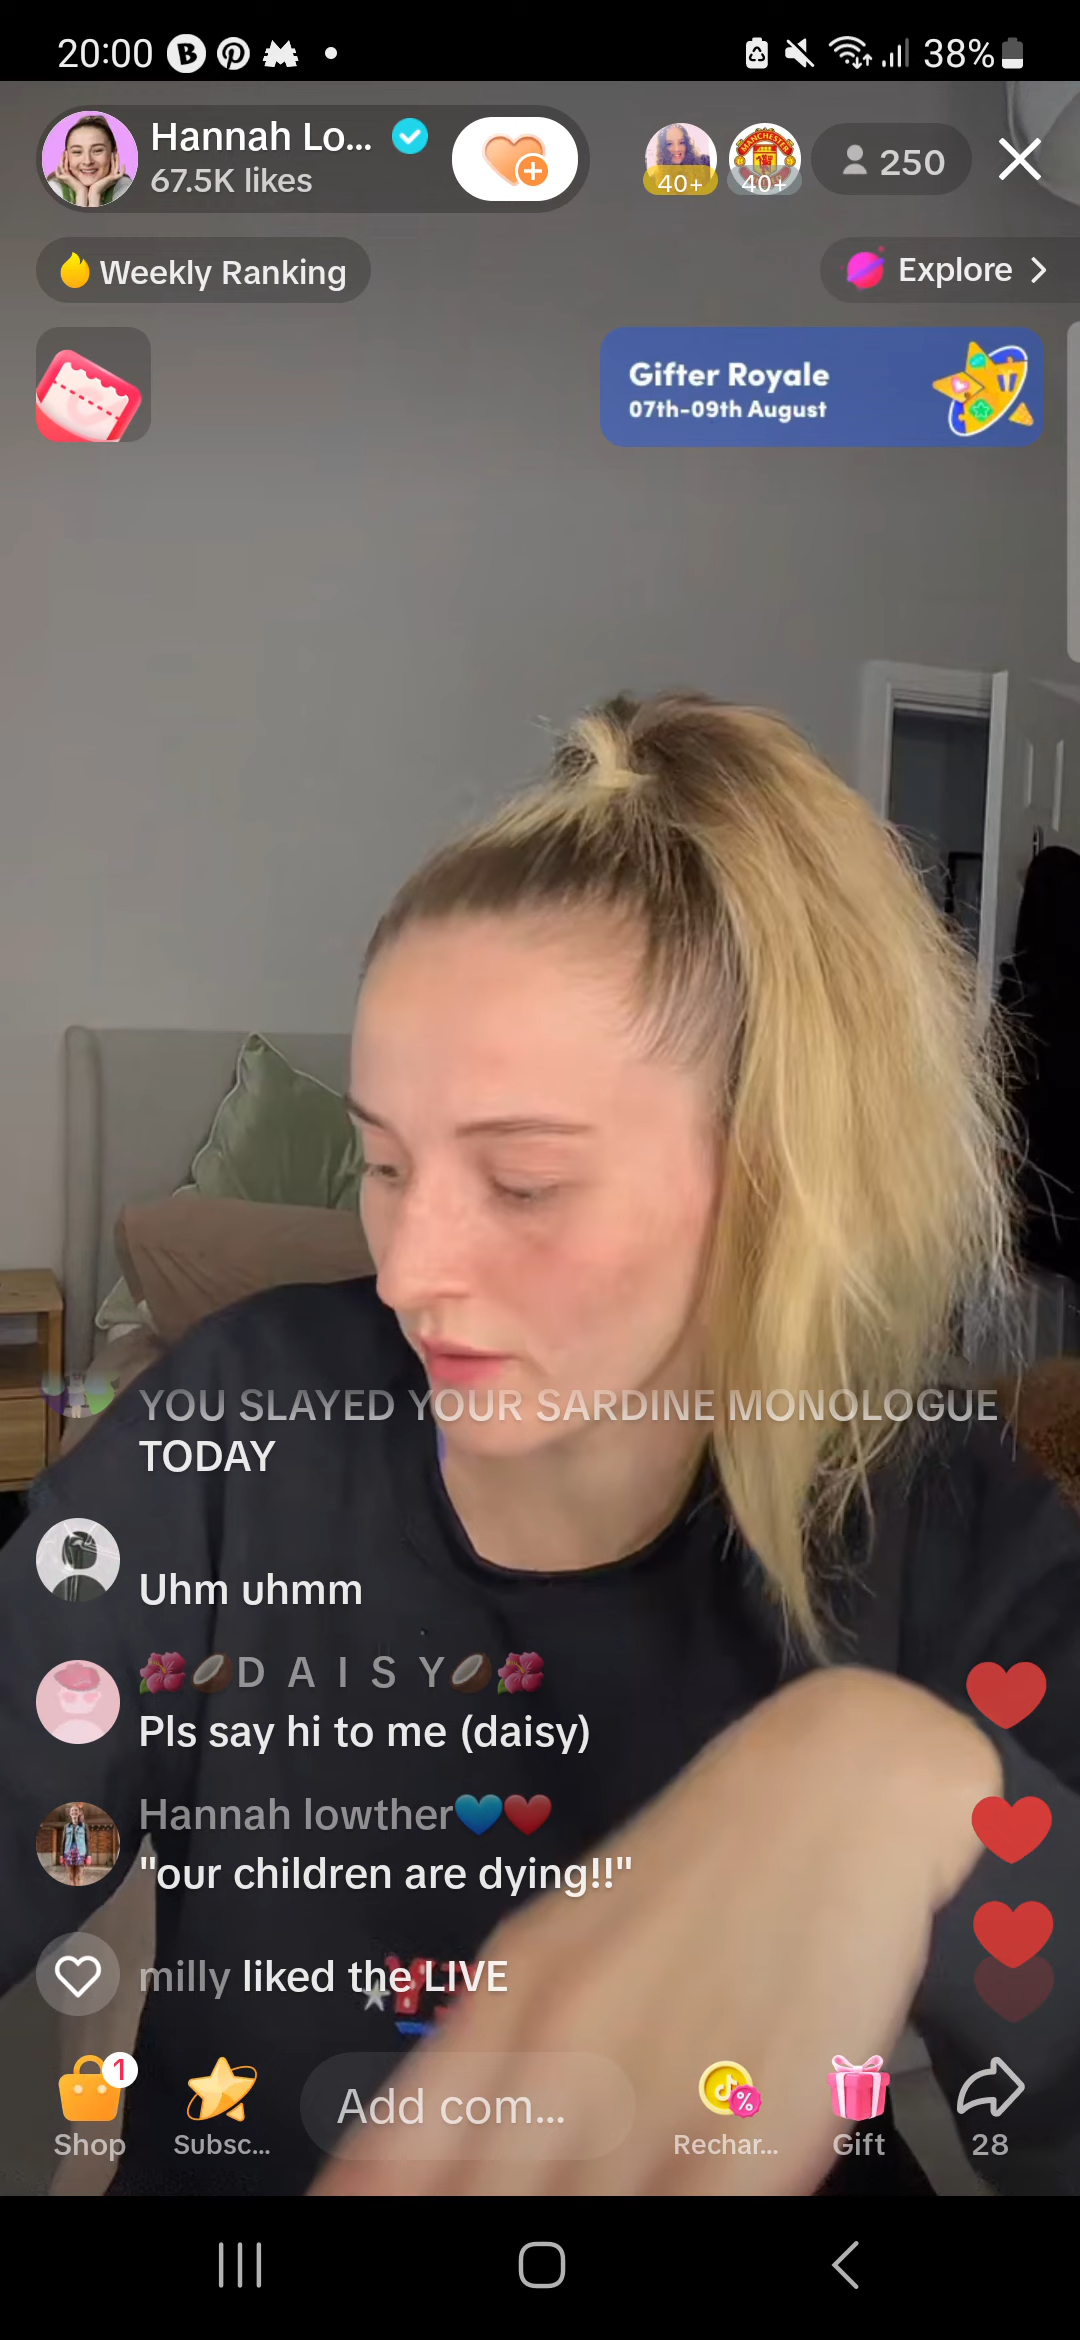 20:00
38%
Hannah Lo...
67.5K likes
40+
40+
250
Weekly Ranking
Explore
Gifter Royale
07th-09th August
YOU SLAYED YOUR SARDINE MONOLOGUE
TODAY
Uhm uhmm
🌺🥥D A I S Y🥥🌺
Pls say hi to me (daisy)
Hannah lowther💙❤️
"our children are dying!!"
milly liked the LIVE
1
Shop
Subsc...
Add com...
Rechar...
Gift
28